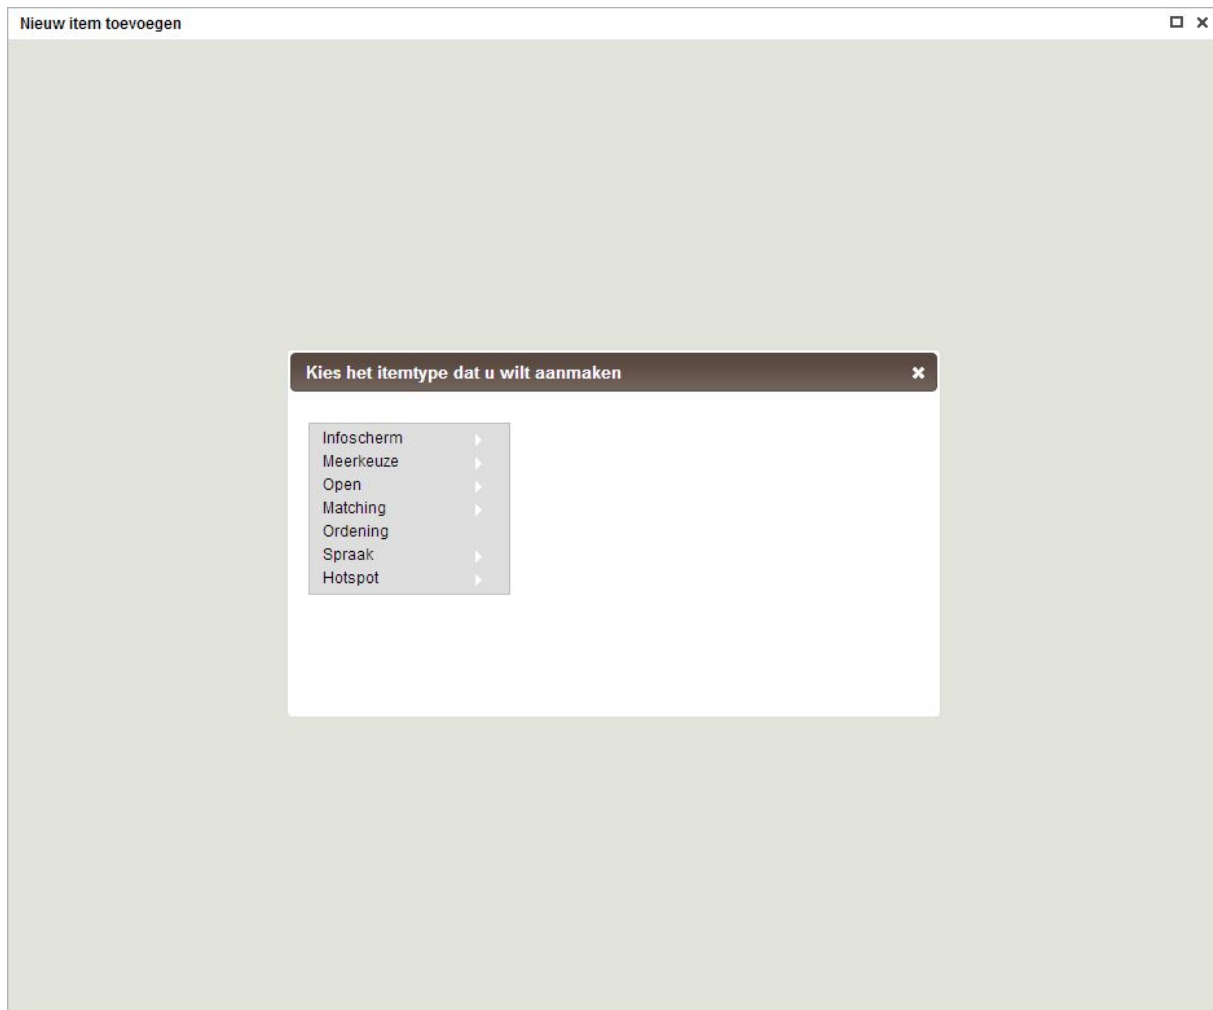 Nieuw item toevoegen
Kies het itemtype dat u wilt aanmaken
Infoscherm
Meerkeuze
Open
Matching
Ordening
Spraak
Hotspot